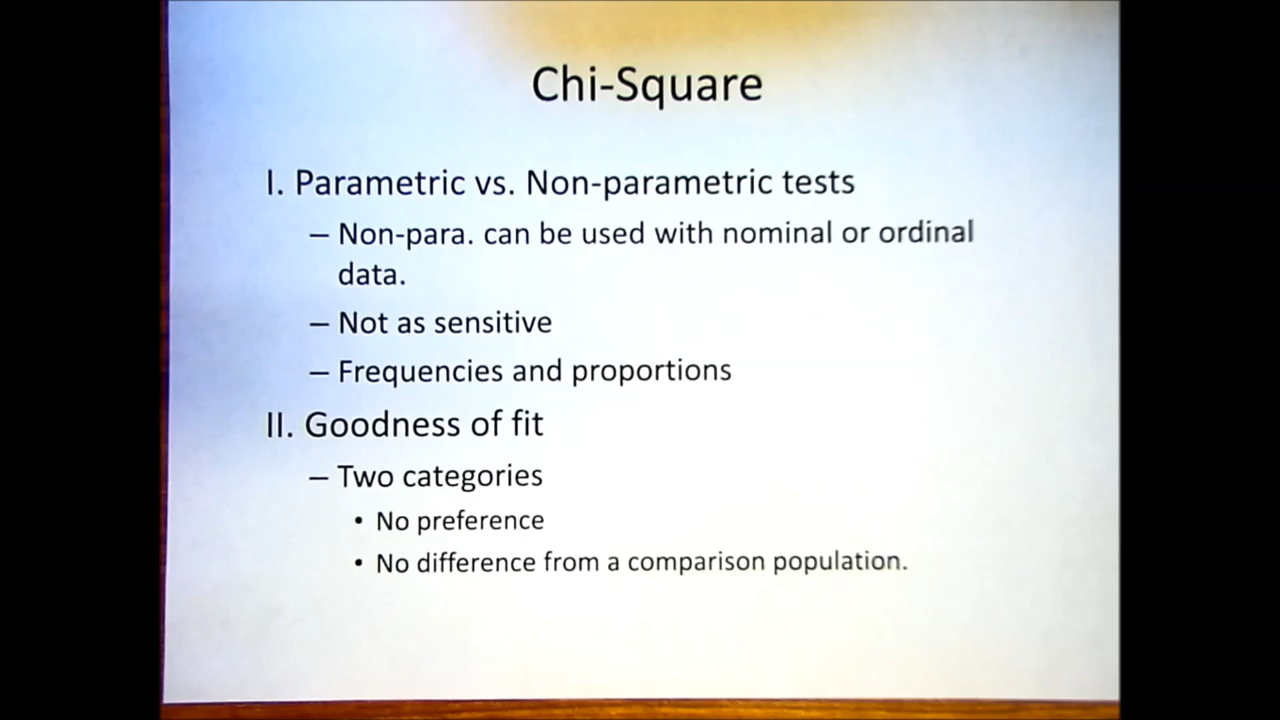 Chi-Square
I. Parametric vs. Non-parametric tests
– Non-para. can be used with nominal or ordinal
data.
– Not as sensitive
– Frequencies and proportions
II. Goodness of fit
– Two categories
• No preference
• No difference from a comparison population.